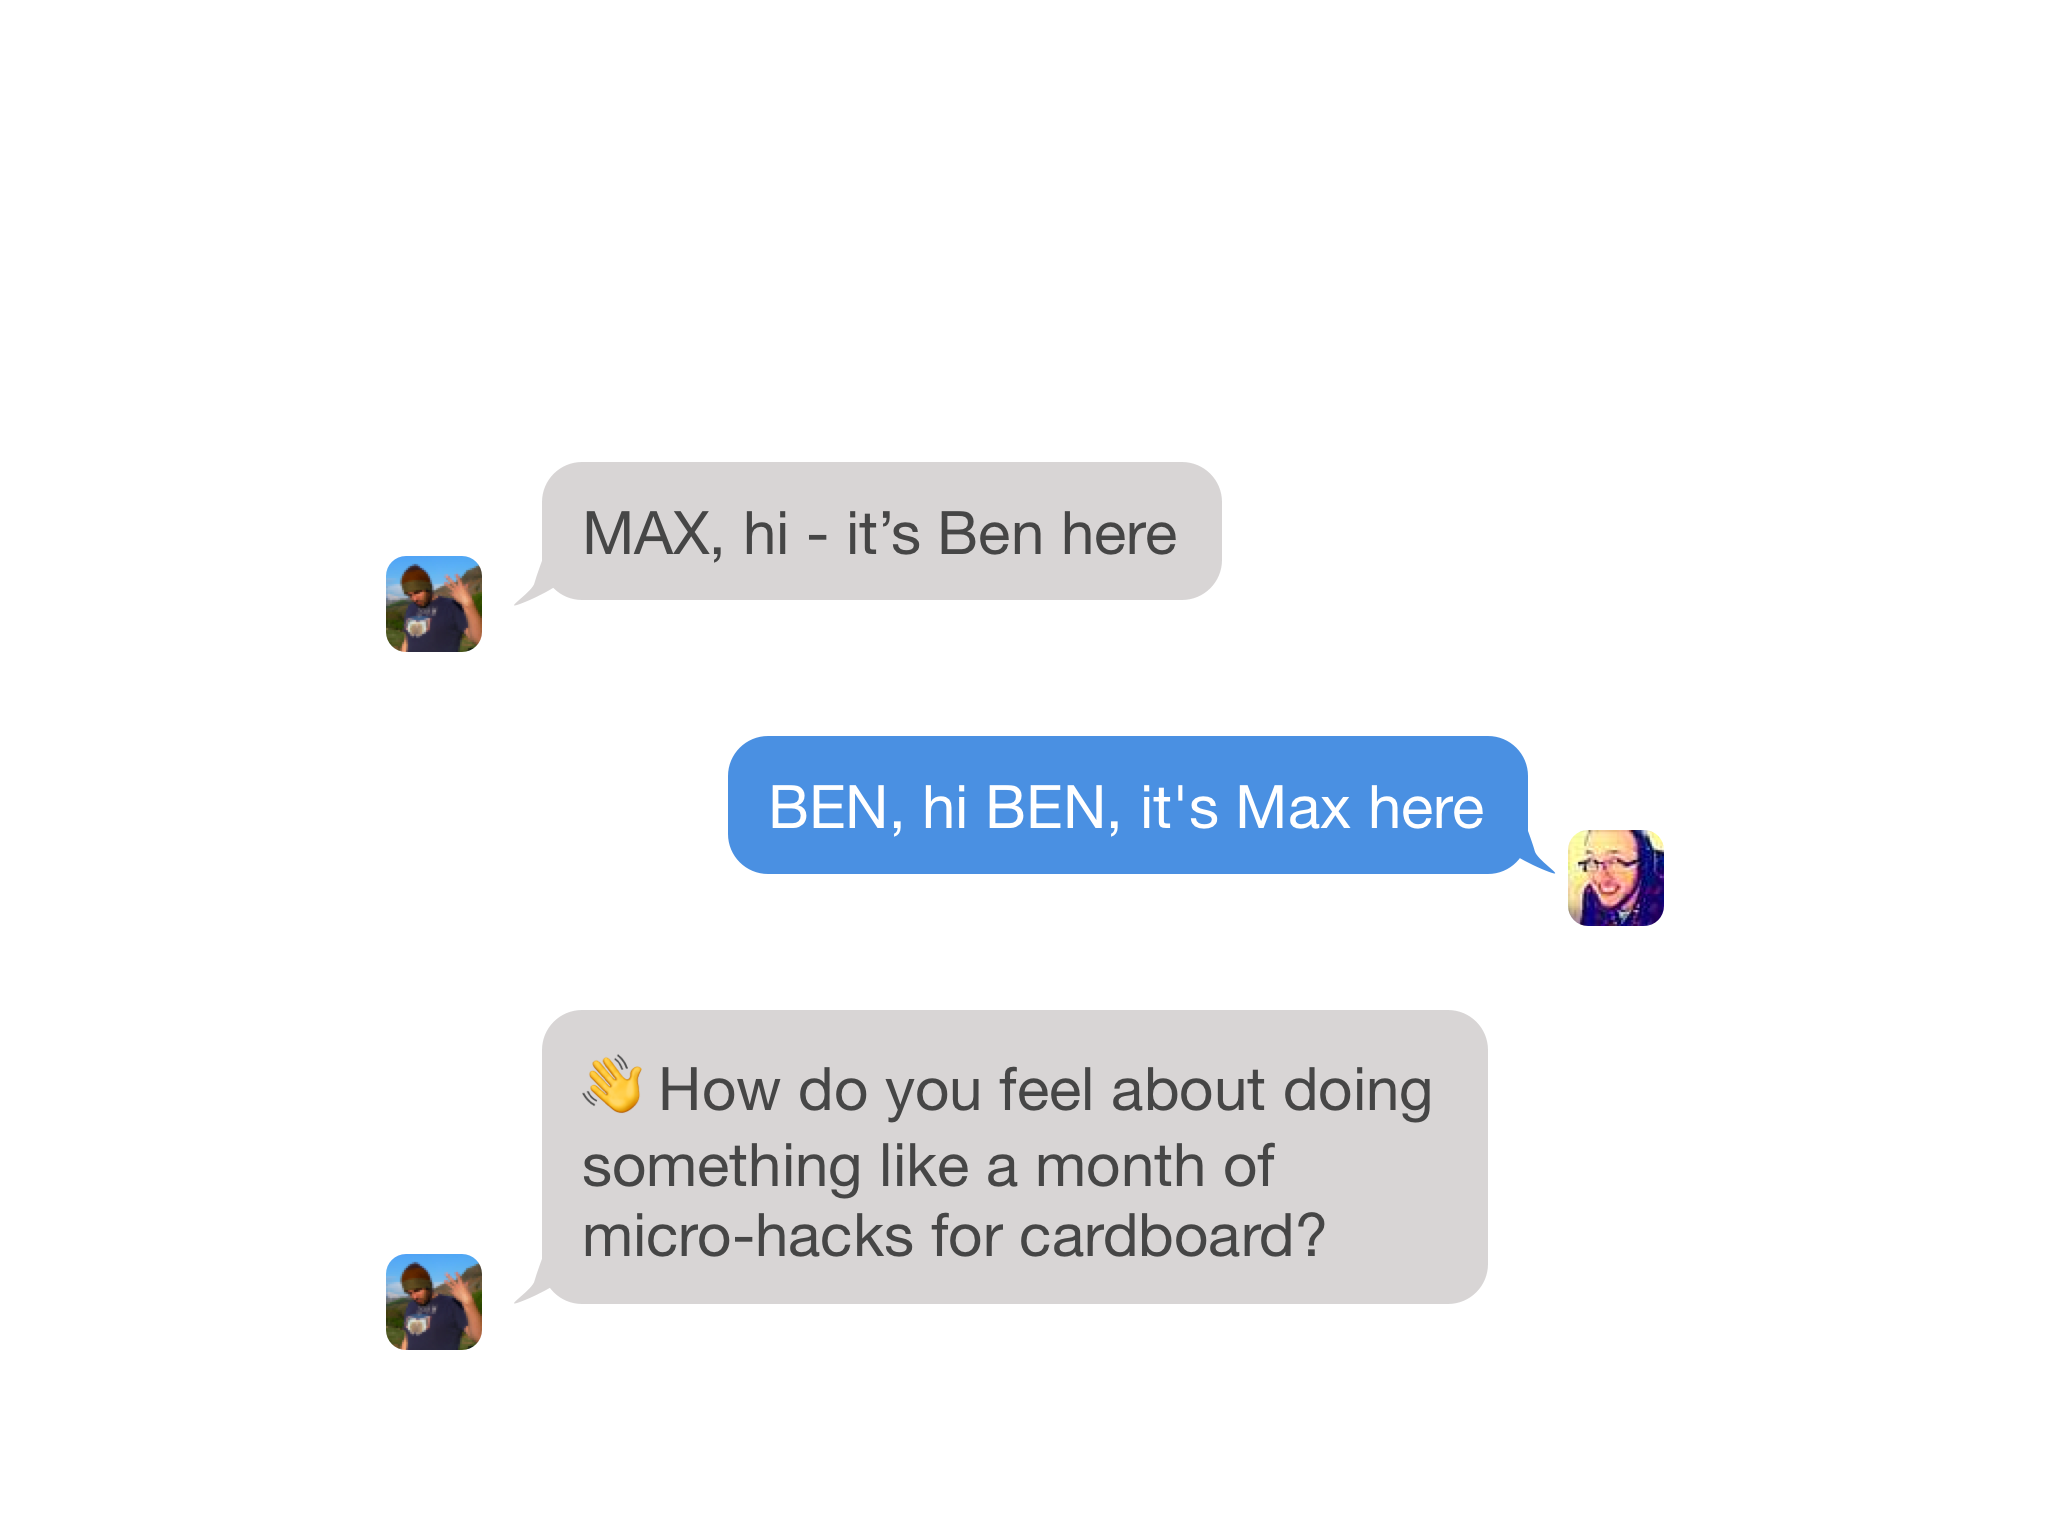 MAX, hi - it’s Ben here
BEN, hi BEN, it's Max here
👋 How do you feel about doing
something like a month of
micro-hacks for cardboard?